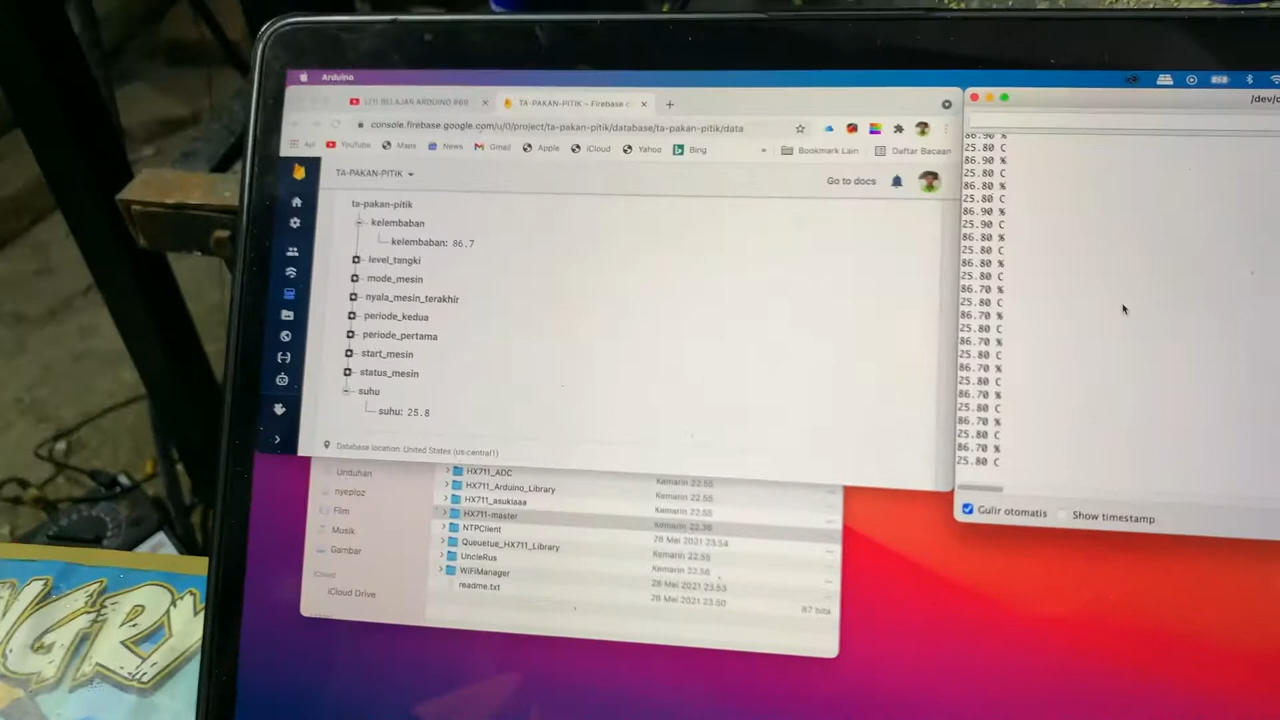 Arduino
(211) BELAJAR ARDUINO #69
TA-PAKAN-PITIK – Firebase c
console.firebase.google.com/u/0/project/ta-pakan-pitik/database/ta-pakan-pitik/data
Apl YouTube Maps News Gmail Apple iCloud Yahoo Bing » Bookmark Lain Daftar Bacaan
TA-PAKAN-PITIK
Go to docs
ta-pakan-pitik
kelembaban
kelembaban: 86.7
level_tangki
mode_mesin
nyala_mesin_terakhir
periode_kedua
periode_pertama
start_mesin
status_mesin
suhu
suhu: 25.8
Database location: United States (us-central1)
/dev/c
86.90 %
25.80 C
86.90 %
25.80 C
86.80 %
25.80 C
86.90 %
25.90 C
86.80 %
25.80 C
86.80 %
25.80 C
86.70 %
25.80 C
86.70 %
25.80 C
86.70 %
25.80 C
86.70 %
25.80 C
86.70 %
25.80 C
86.70 %
25.80 C
86.70 %
25.80 C
Gulir otomatis Show timestamp
Unduhan
nyeploz
Film
Musik
Gambar
iCloud
iCloud Drive
HX711_ADC Kemarin 22.55
HX711_Arduino_Library Kemarin 22.55
HX711_asukiaaa Kemarin 22.55
HX711-master Kemarin 22.36
NTPClient 28 Mei 2021 23.54
Queuetue_HX711_Library Kemarin 22.55
UncleRus Kemarin 22.56
WiFiManager 28 Mei 2021 23.53
readme.txt 28 Mei 2021 23.50
87 bita
NGRY